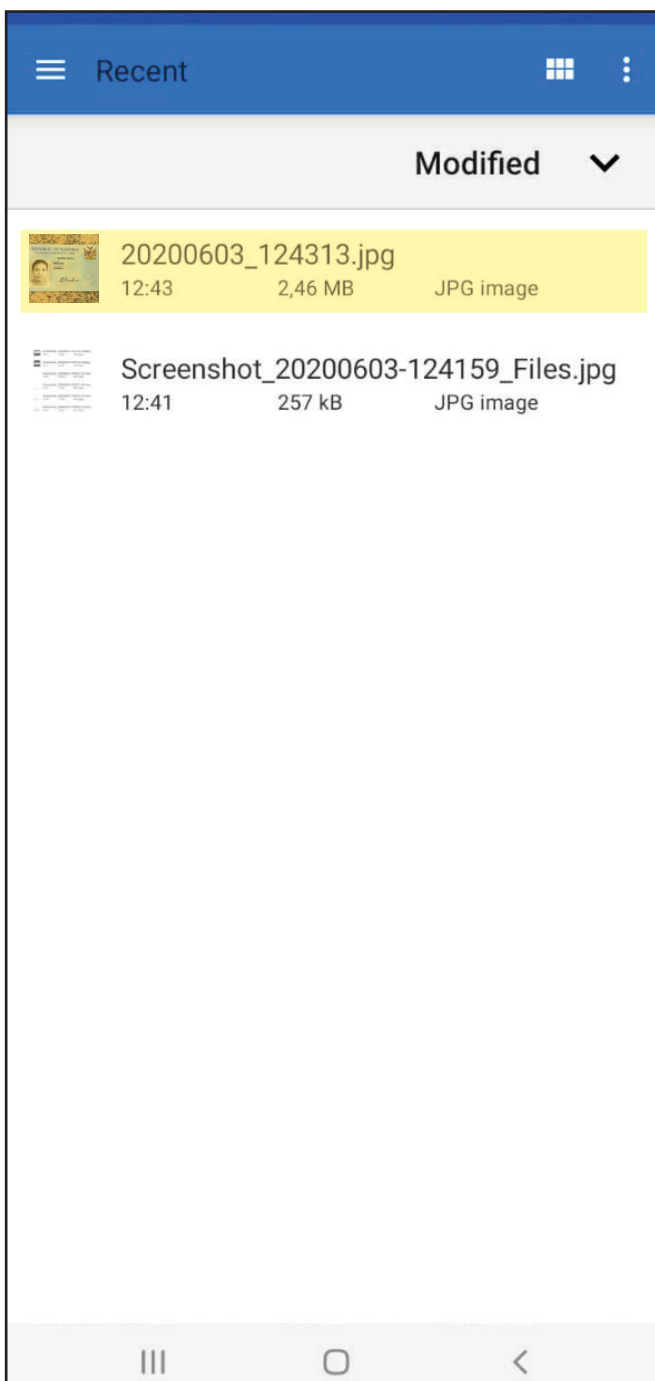 Recent
Modified
20200603_124313.jpg
12:43 2,46 MB JPG image
Screenshot_20200603-124159_Files.jpg
12:41 257 kB JPG image